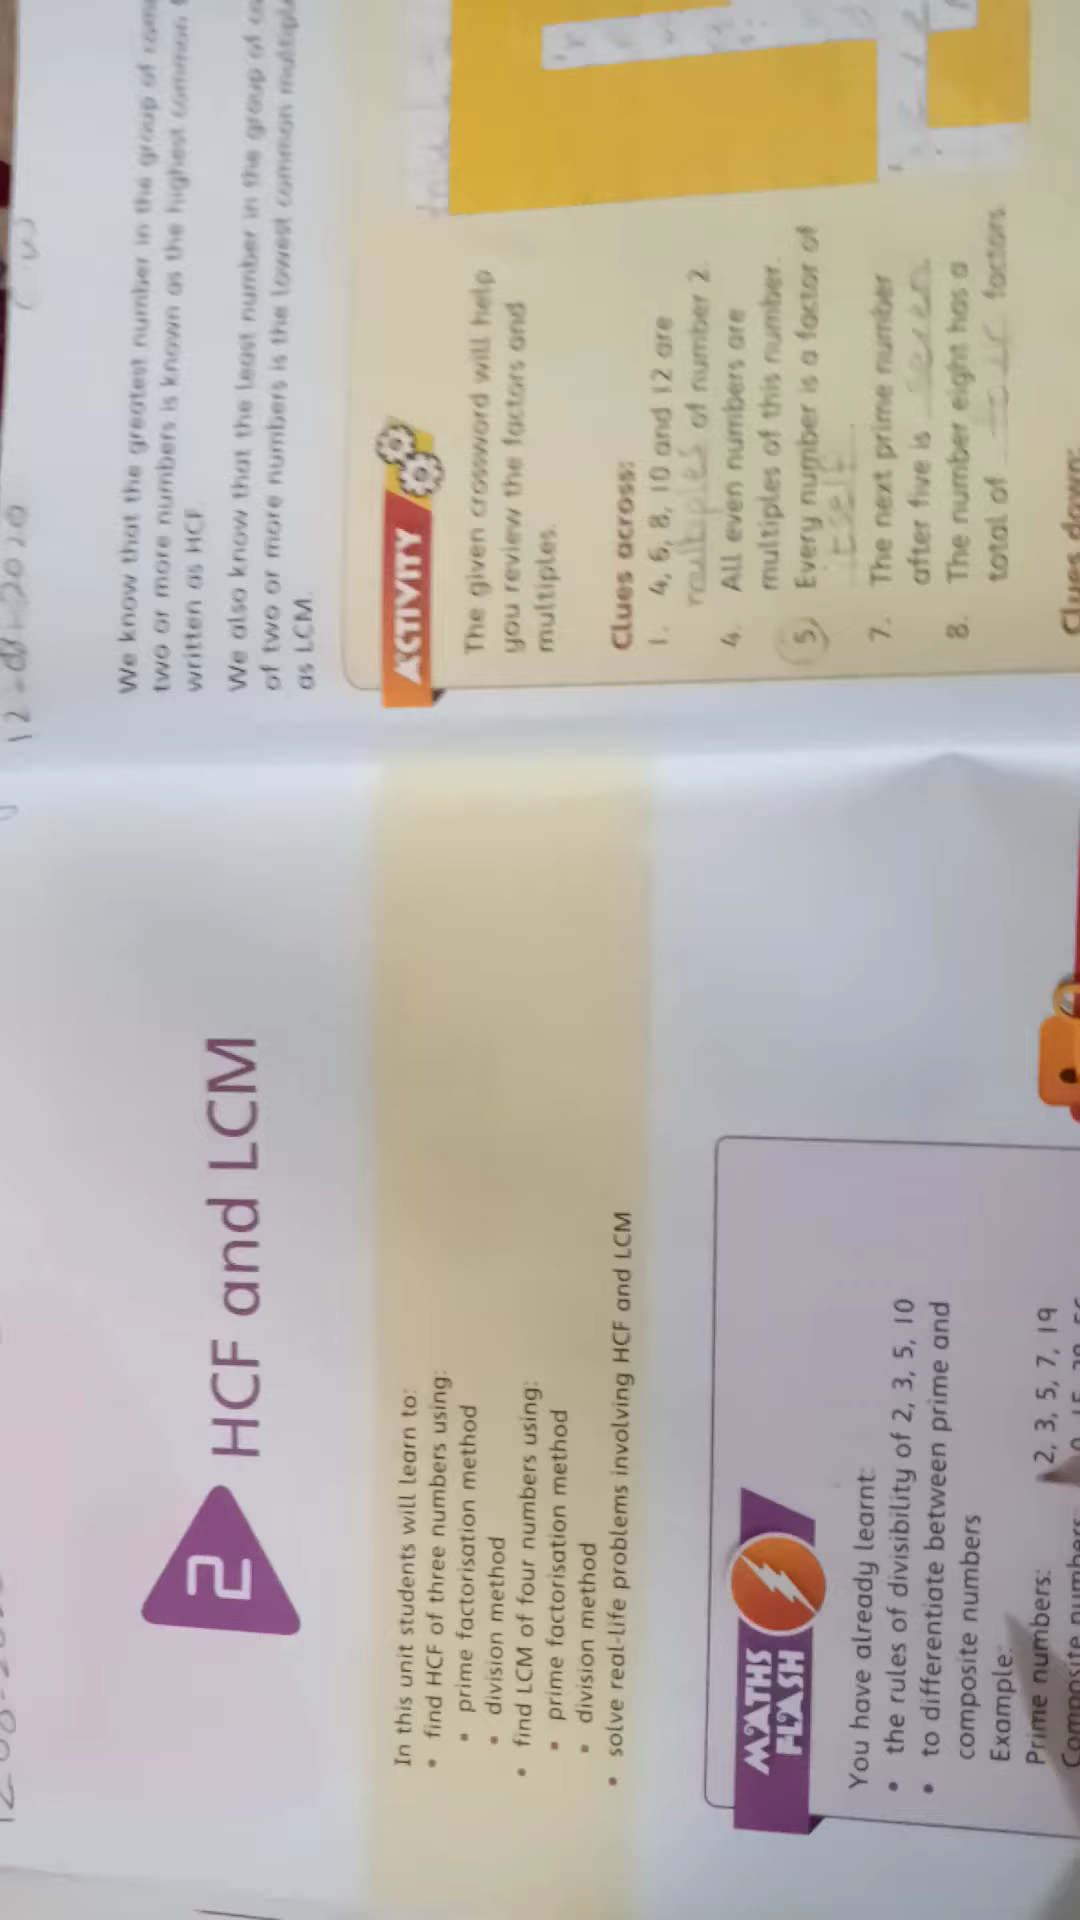 2
HCF and LCM
In this unit students will learn to:
• find HCF of three numbers using:
• prime factorisation method
• division method
• find LCM of four numbers using:
• prime factorisation method
• division method
• solve real-life problems involving HCF and LCM
MATHS
FLASH
You have already learnt:
• the rules of divisibility of 2, 3, 5, 10
• to differentiate between prime and
composite numbers
Example:
Prime numbers: 2, 3, 5, 7, 19
Composite numbers:
We know that the greatest number in the group of
two or more numbers is known as the highest common
written as HCF.
We also know that the least number in the group of
of two or more numbers is the lowest common
as LCM.
ACTIVITY
The given crossword will help
you review the factors and
multiples.
Clues across:
1. 4, 6, 8, 10 and 12 are
multiples of number 2.
4. All even numbers are
multiples of this number.
5. Every number is a factor of
itself
7. The next prime number
after five is seven
8. The number eight has a
total of four factors.
Clues down: